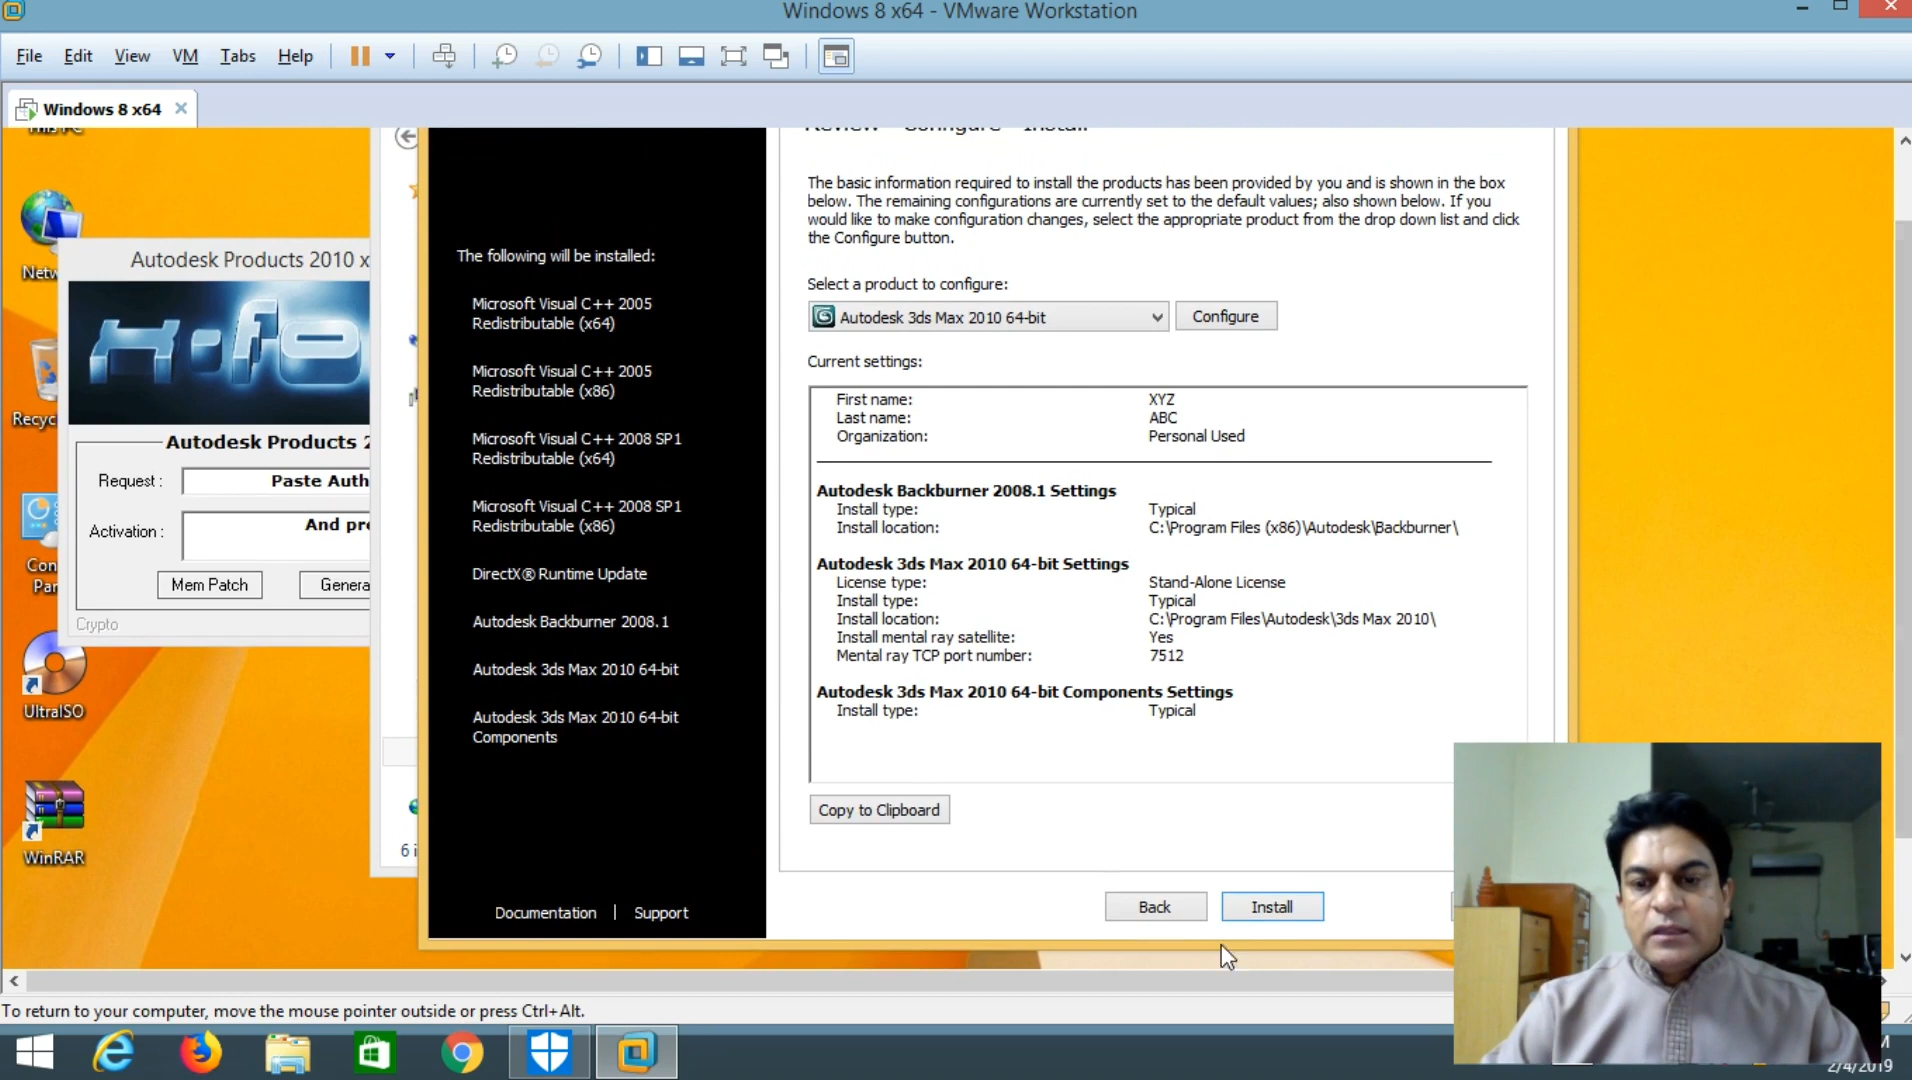 Windows 8 x64 - VMware Workstation
File Edit View VM Tabs Help
Windows 8 x64
This PC
Review - Configure - Install
The basic information required to install the products has been provided by you and is shown in the box
below. The remaining configurations are currently set to the default values; also shown below. If you
would like to make configuration changes, select the appropriate product from the drop down list and click
the Configure button.
Select a product to configure:
Autodesk 3ds Max 2010 64-bit
Configure
Current settings:
First name: XYZ
Last name: ABC
Organization: Personal Used
Autodesk Backburner 2008.1 Settings
Install type: Typical
Install location: C:\Program Files (x86)\Autodesk\Backburner\
Autodesk 3ds Max 2010 64-bit Settings
License type: Stand-Alone License
Install type: Typical
Install location: C:\Program Files\Autodesk\3ds Max 2010\
Install mental ray satellite: Yes
Mental ray TCP port number: 7512
Autodesk 3ds Max 2010 64-bit Components Settings
Install type: Typical
Copy to Clipboard
Back
Install
The following will be installed:
Microsoft Visual C++ 2005
Redistributable (x64)
Microsoft Visual C++ 2005
Redistributable (x86)
Microsoft Visual C++ 2008 SP1
Redistributable (x64)
Microsoft Visual C++ 2008 SP1
Redistributable (x86)
DirectX® Runtime Update
Autodesk Backburner 2008.1
Autodesk 3ds Max 2010 64-bit
Autodesk 3ds Max 2010 64-bit
Components
Documentation | Support
Netw
Autodesk Products 2010 x
Autodesk Products 2
Request : Paste Auth
Activation : And pre
Mem Patch
Genera
Crypto
Recyc
Con
Par
UltraISO
WinRAR
6 i
To return to your computer, move the mouse pointer outside or press Ctrl+Alt.
2/4/2019